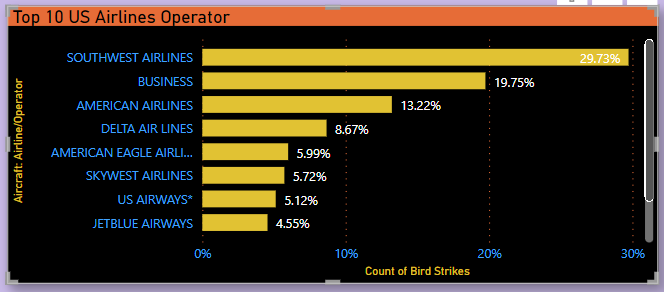 Top 10 US Airlines Operator
Aircraft: Airline/Operator
SOUTHWEST AIRLINES 29.73%
BUSINESS 19.75%
AMERICAN AIRLINES 13.22%
DELTA AIR LINES 8.67%
AMERICAN EAGLE AIRLI... 5.99%
SKYWEST AIRLINES 5.72%
US AIRWAYS* 5.12%
JETBLUE AIRWAYS 4.55%
0% 10% 20% 30%
Count of Bird Strikes